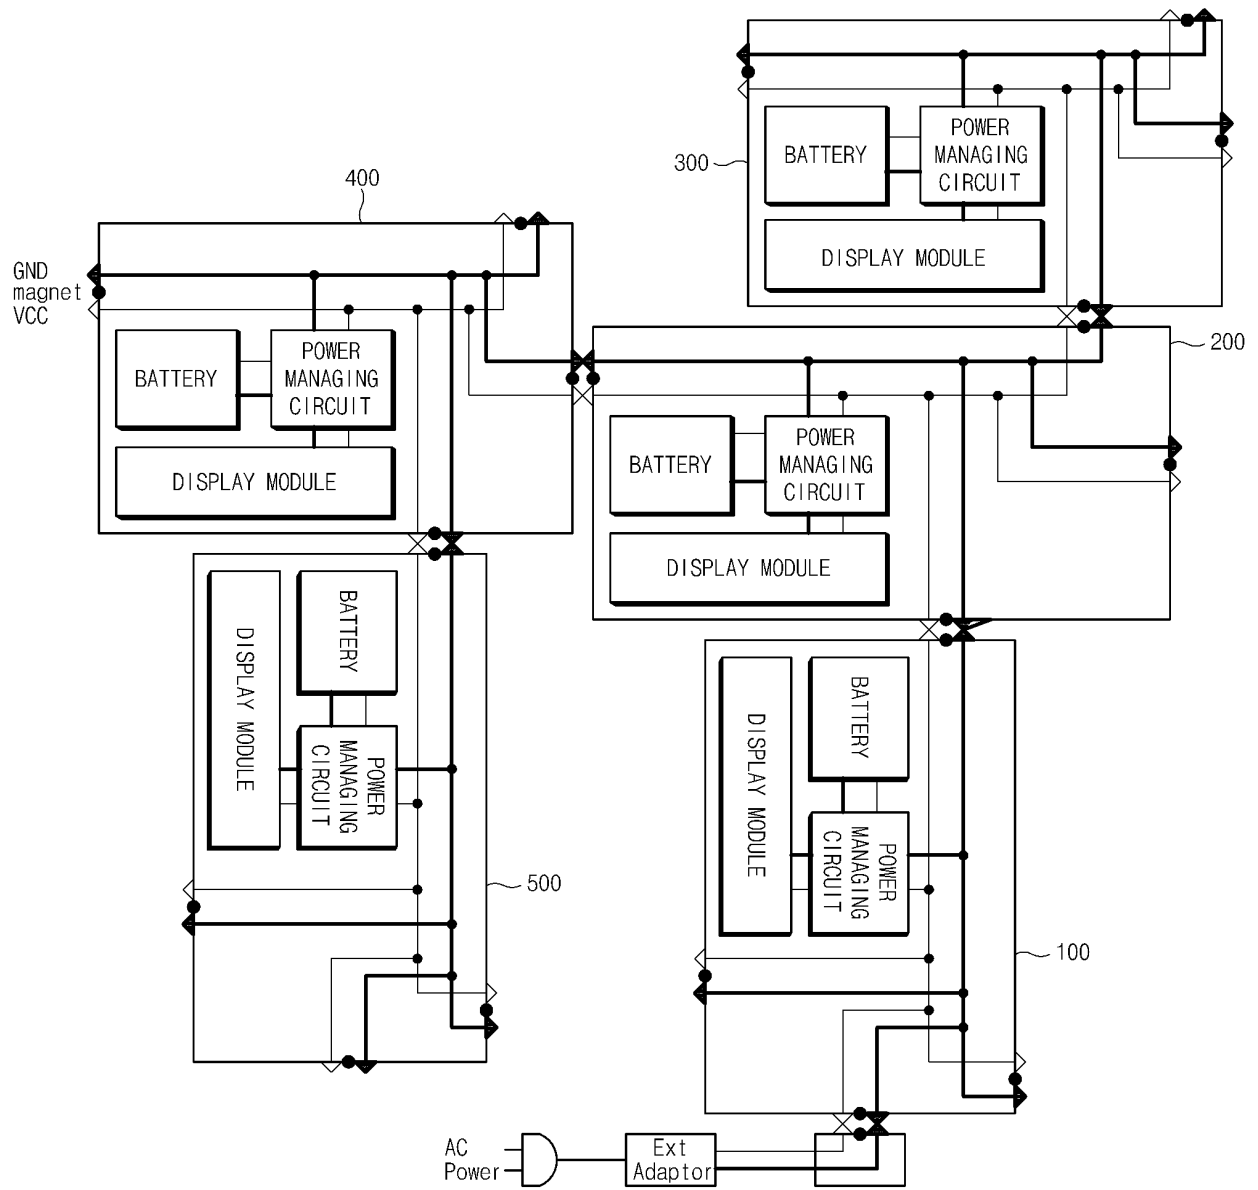 300
BATTERY
POWER
MANAGING
CIRCUIT
DISPLAY MODULE
400
GND
magnet
VCC
BATTERY
POWER
MANAGING
CIRCUIT
DISPLAY MODULE
200
BATTERY
POWER
MANAGING
CIRCUIT
DISPLAY MODULE
DISPLAY MODULE
BATTERY
POWER
MANAGING
CIRCUIT
500
DISPLAY MODULE
BATTERY
POWER
MANAGING
CIRCUIT
100
AC
Power
Ext
Adaptor